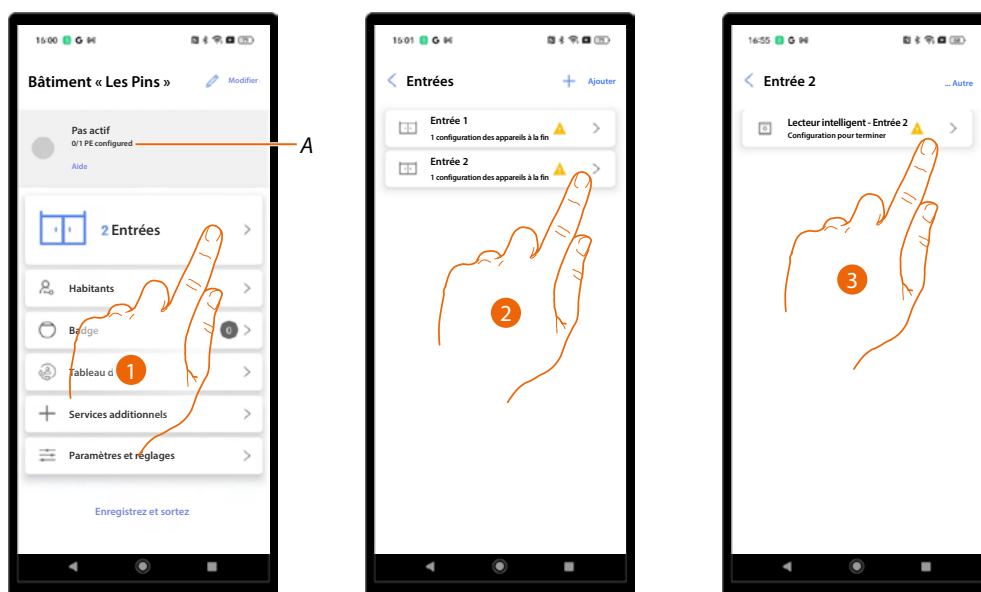 16:00 G 75
Bâtiment « Les Pins » Modifier
Pas actif
0/1 PE configured
Aide
A
2 Entrées
Habitants
Badge 0
Tableau d
Services additionnels
Paramètres et réglages
Enregistrez et sortez
1
16:01 G 75
Entrées Ajouter
Entrée 1
1 configuration des appareils à la fin
Entrée 2
1 configuration des appareils à la fin
2
16:55 G
Entrée 2 ... Autre
Lecteur intelligent - Entrée 2
Configuration pour terminer
3